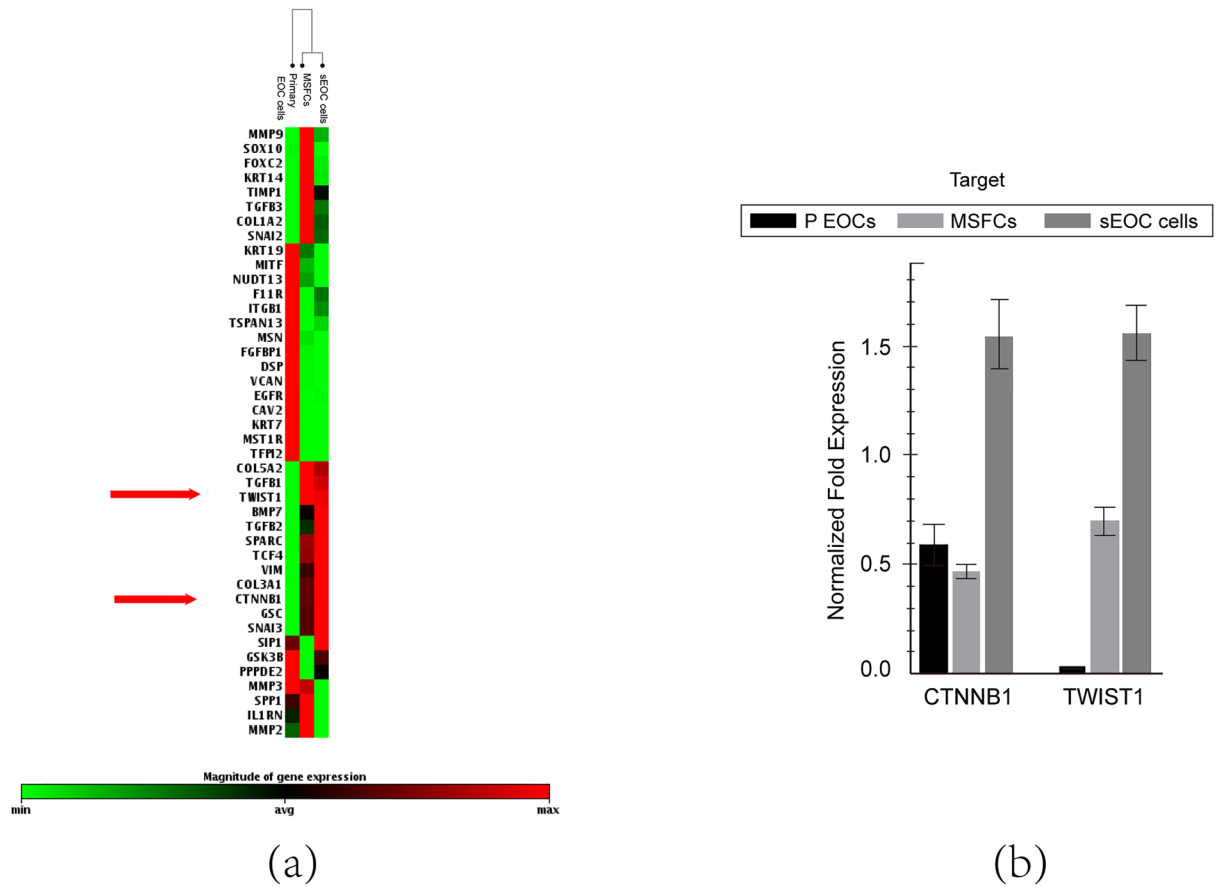 Primary
EOC cells
MSFCs
sEOC cells
MMP9
SOX10
FOXC2
KRT14
TIMP1
TGFB3
COL1A2
SNAI2
KRT19
MITF
NUDT13
F11R
ITGB1
TSPAN13
MSN
FGFBP1
DSP
VCAN
EGFR
CAV2
KRT7
MST1R
TFPI2
COL5A2
TGFB1
TWIST1
BMP7
TGFB2
SPARC
TCF4
VIM
COL3A1
CTNNB1
GSC
SNAI3
SIP1
GSK3B
PPPDE2
MMP3
SPP1
IL1RN
MMP2
Magnitude of gene expression
min avg max
(a)
Target
P EOCs MSFCs sEOC cells
Normalized Fold Expression
1.5
1.0
0.5
0.0
CTNNB1 TWIST1
(b)